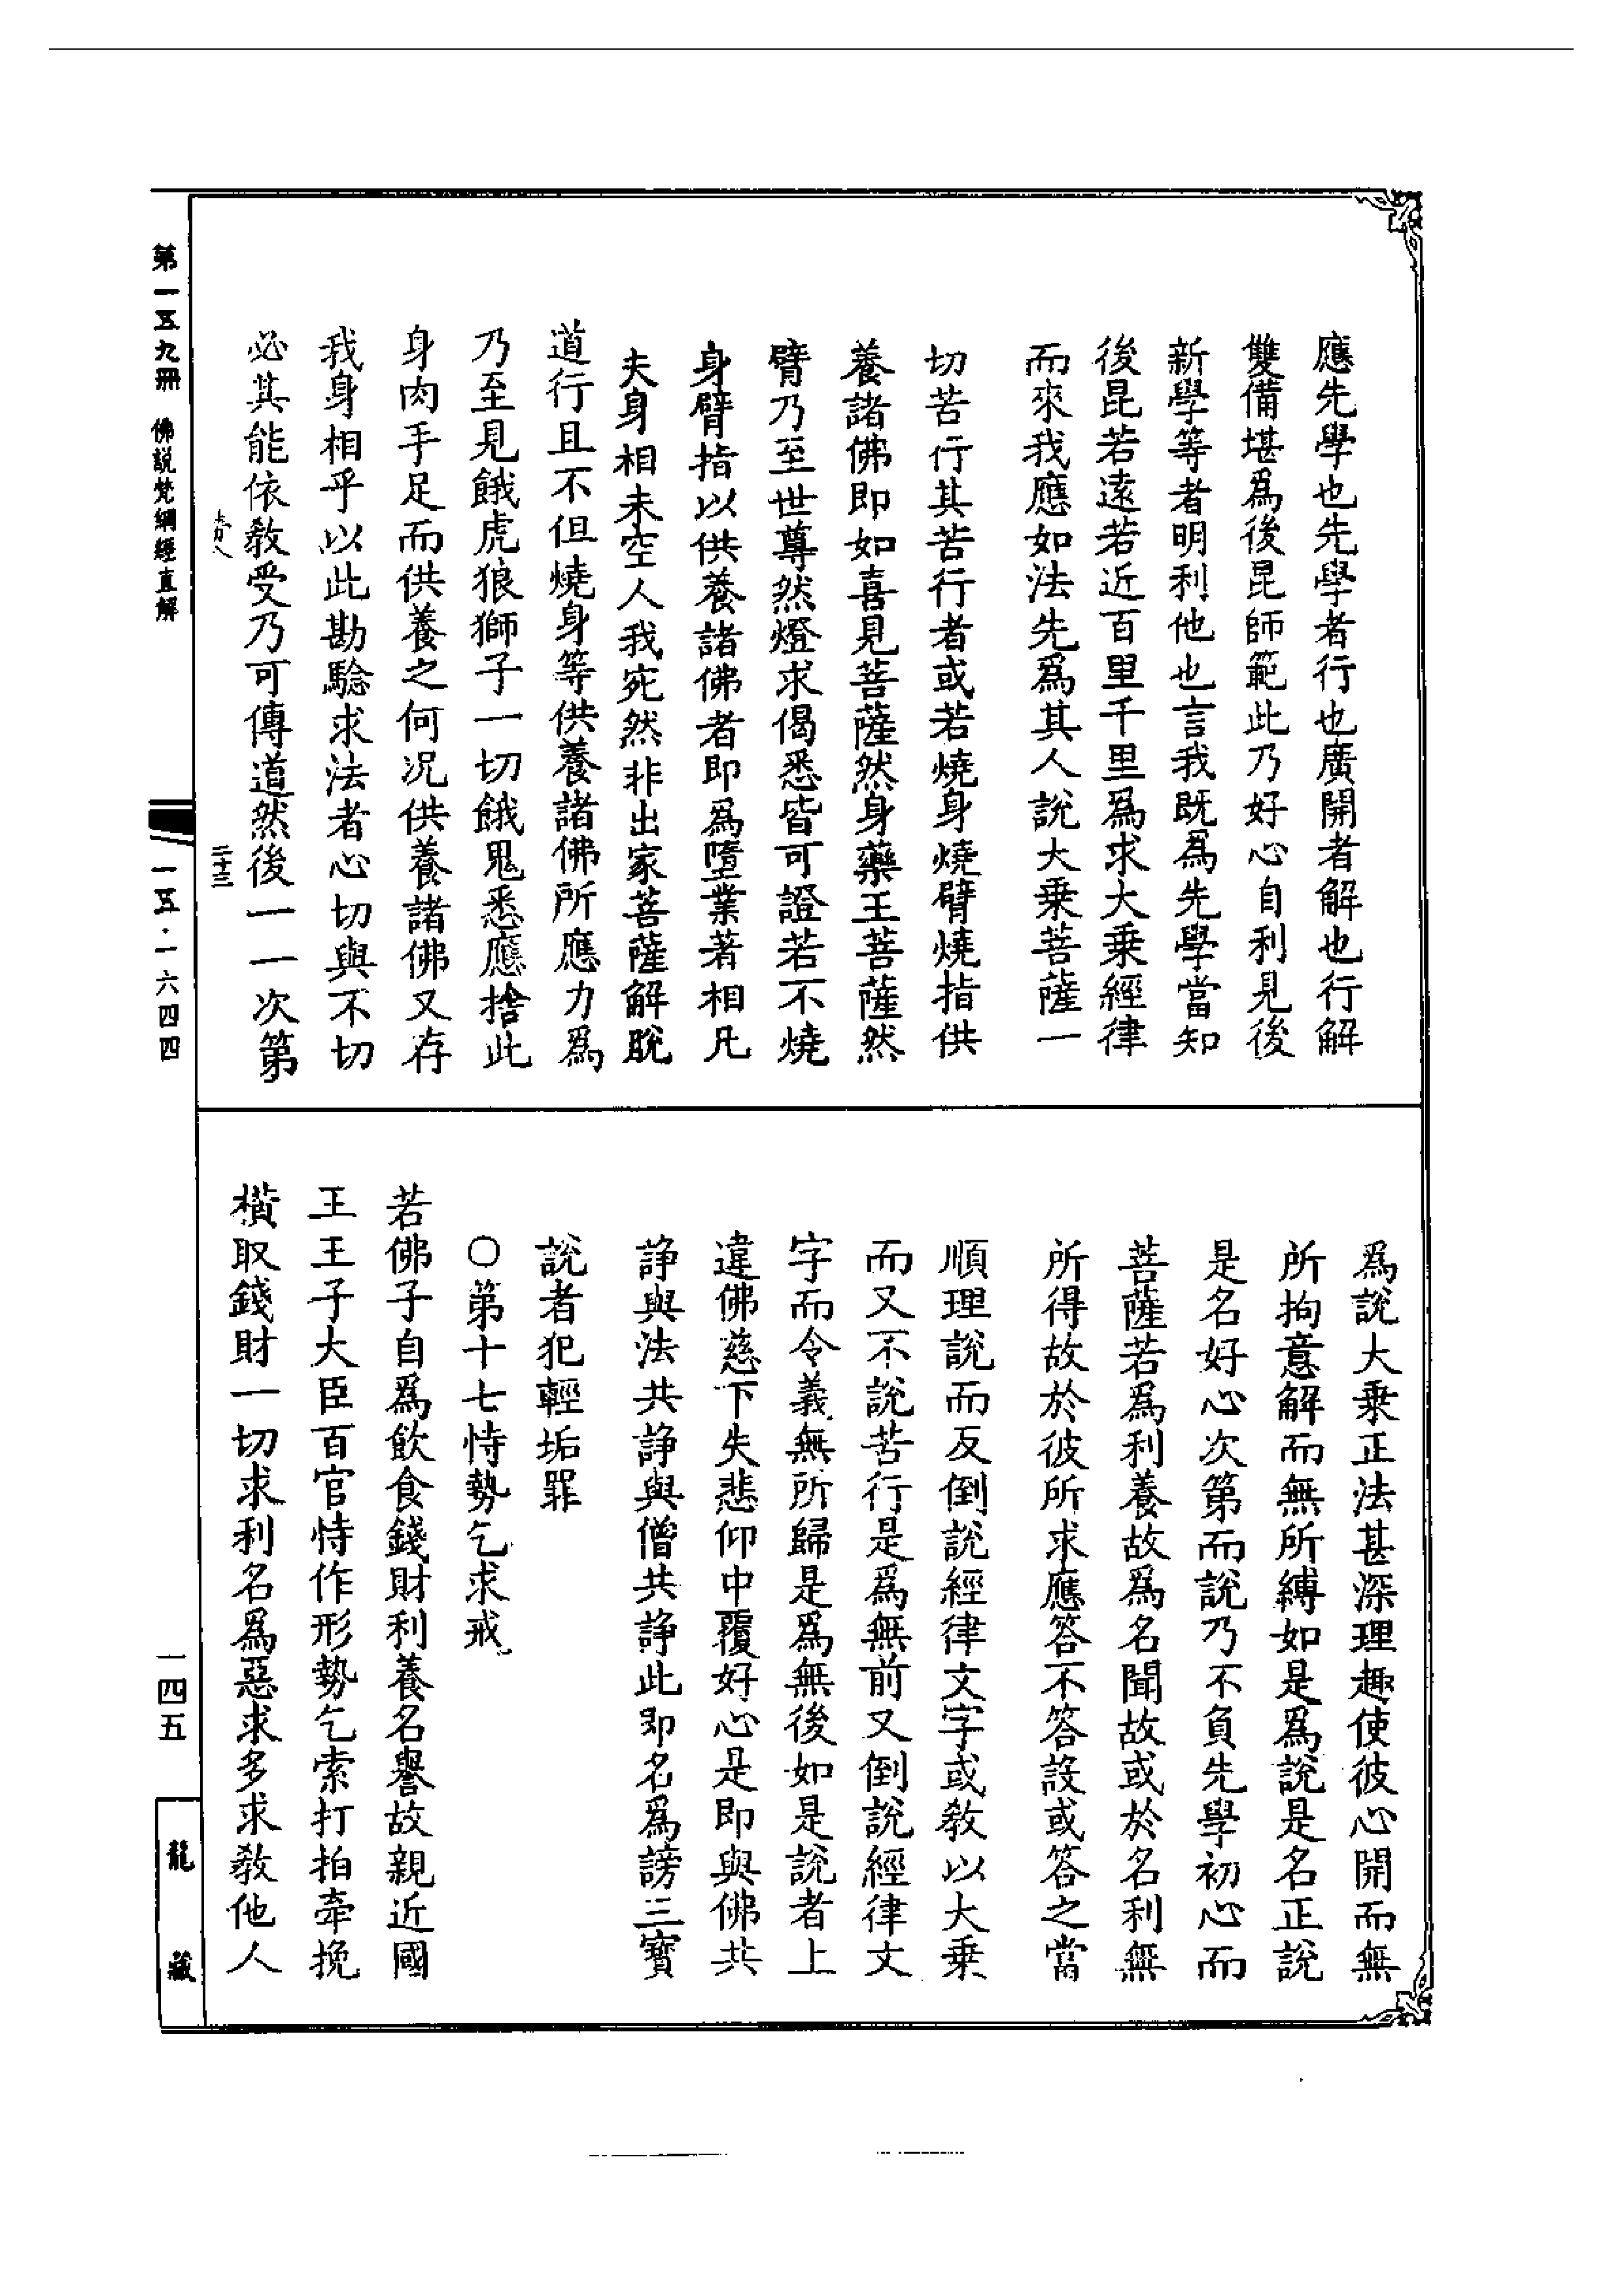 應先學也先學者行也廣開者解也行解
雙備堪爲後昆師範此乃好心自利見後
新學等者明利他也言我既爲先學當知
後昆若遠若近百里千里爲求大乘經律
而來我應如法先爲其人說大乘菩薩一
切苦行其苦行者或若燒身燒臂燒指供
養諸佛即如喜見菩薩然身藥王菩薩然
臂乃至世尊然燈求偈悉皆可證若不燒
身臂指以供養諸佛者即爲墮業著相凡
夫身相未空人我宛然非出家菩薩解脫
道行且不但燒身等供養諸佛所應力爲
乃至見餓虎狼獅子一切餓鬼悉應捨此
身肉手足而供養之何况供養諸佛又存
我身相乎以此勘驗求法者心切與不切
必其能依教受乃可傳道然後一一次第
二十三
爲說大乘正法甚深理趣使彼心開而無
所拘意解而無所縛如是爲說是名正說
是名好心次第而說乃不負先學初心而
菩薩若爲利養故爲名聞故或於名利無
所得故於彼所求應答不答設或答之當
順理說而反倒說經律文字或教以大乘
而又不說苦行是爲無前又倒說經律文
字而令義無所歸是爲無後如是說者上
違佛慈下失悲仰中覆好心是即與佛共
諍與法共諍與僧共諍此即名爲謗三寶
說者犯輕垢罪
○第十七恃勢乞求戒
若佛子自爲飲食錢財利養名譽故親近國
王王子大臣百官恃作形勢乞索打拍牽挽
橫取錢財一切求利名爲惡求多求教他人
第一五九冊 佛説梵綱經直解
一五·一六四四
一四五
龍藏